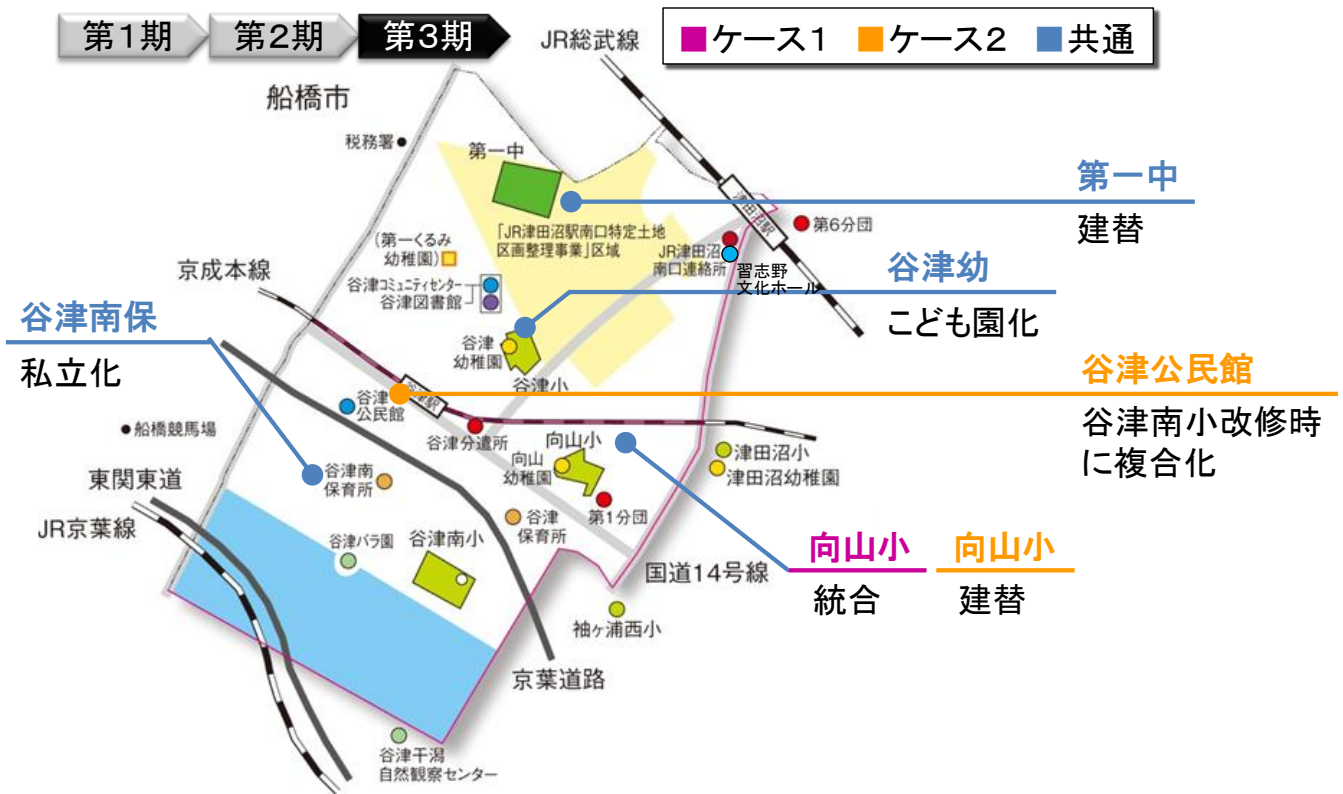 第1期
第2期
第3期
■ケース1 ■ケース2 ■共通
JR総武線
船橋市
税務署
第一中
第一中
建替
津田沼駅
第6分団
「JR津田沼駅南口特定土地
区画整理事業」区域
JR津田沼
南口連絡所
習志野
文化ホール
(第一くるみ
幼稚園)
谷津コミュニティセンター
谷津図書館
京成本線
谷津幼
こども園化
谷津南保
私立化
谷津
幼稚園
谷津小
谷津公民館
谷津南小改修時
に複合化
谷津
公民館
谷津駅
船橋競馬場
谷津分遣所
向山小
向山
幼稚園
津田沼小
津田沼幼稚園
東関東道
谷津南
保育所
JR京葉線
第1分団
谷津
保育所
谷津バラ園
谷津南小
国道14号線
向山小
統合
向山小
建替
袖ヶ浦西小
京葉道路
谷津干潟
自然観察センター